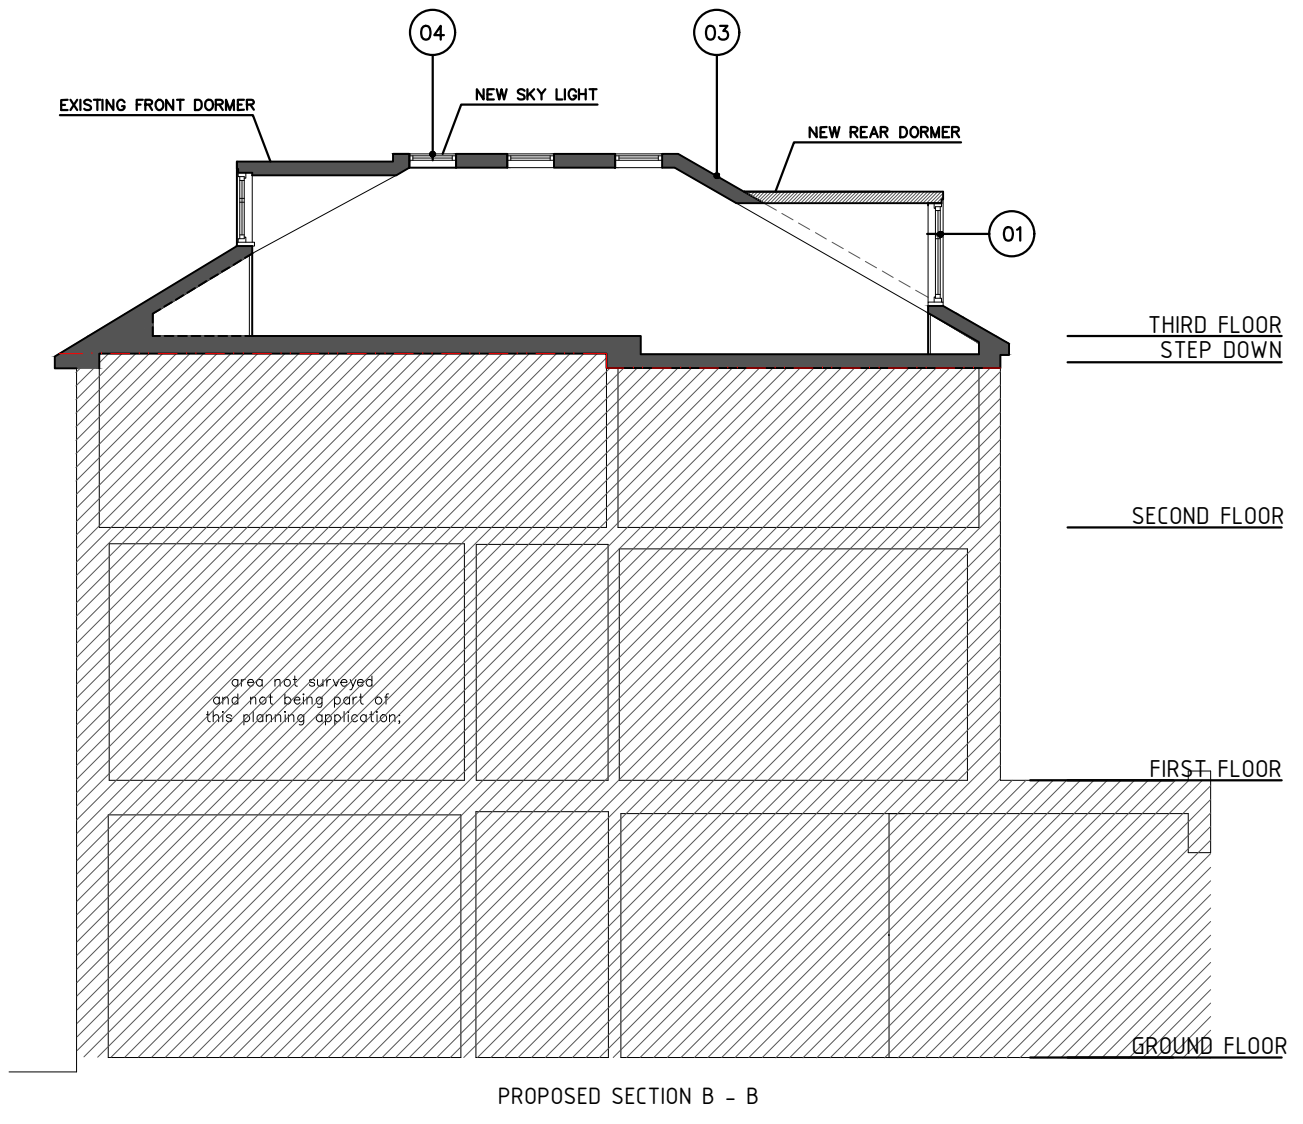 04
03
NEW SKY LIGHT
EXISTING FRONT DORMER
NEW REAR DORMER
01
THIRD FLOOR
STEP DOWN
SECOND FLOOR
area not surveyed
and not being part of
this planning application;
FIRST FLOOR
GROUND FLOOR
PROPOSED SECTION B - B